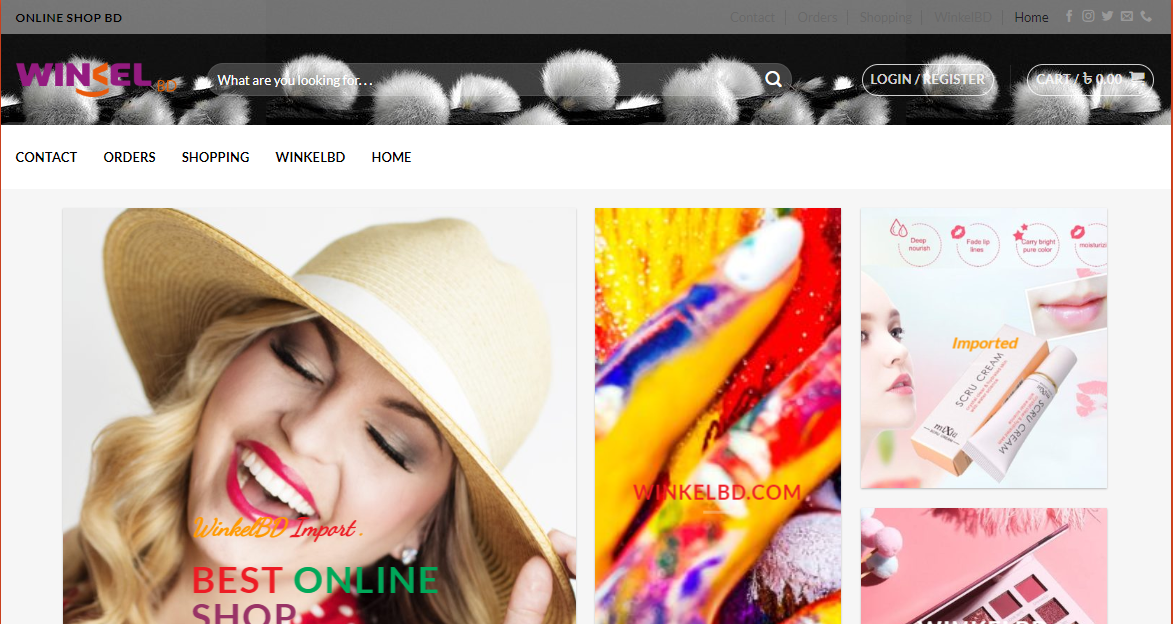 ONLINE SHOP BD
Contact Orders Shopping WinkelBD Home
WINKEL BD
What are you looking for. . .
LOGIN / REGISTER
CART / ৳ 0.00
CONTACT ORDERS SHOPPING WINKELBD HOME
Deep nourish
Fade lip lines
Carry bright pure color
moisturizi
Imported
SCRU CREAM
SCRU CREAM
WINKELBD.COM
WinkelBD Import .
BEST ONLINE
SHOP